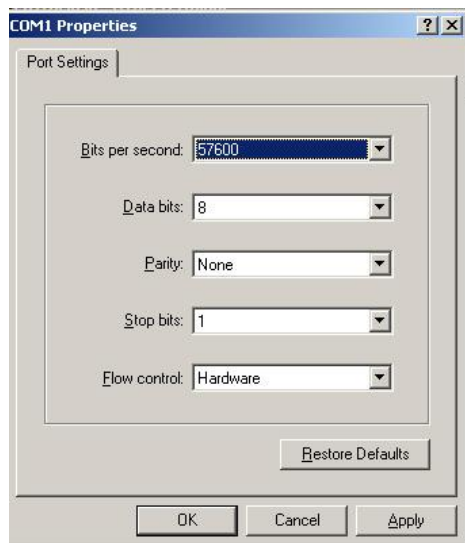 COM1 Properties
Port Settings
Bits per second: 57600
Data bits: 8
Parity: None
Stop bits: 1
Flow control: Hardware
Restore Defaults
OK Cancel Apply